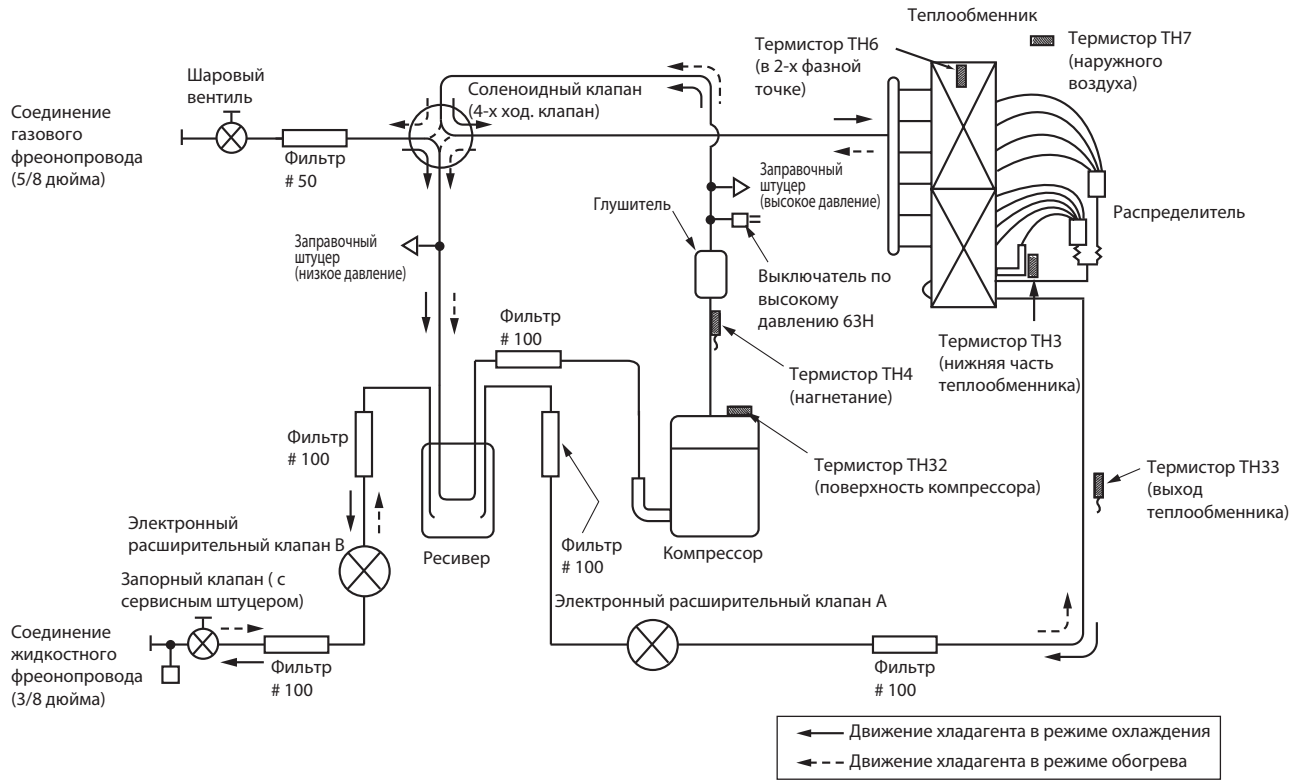 Теплообменник
Термистор TH6
(в 2-х фазной
точке)
Термистор TH7
(наружного
воздуха)
Шаровый
вентиль
Соленоидный клапан
(4-х ход. клапан)
Соединение
газового
фреонопровода
(5/8 дюйма)
Фильтр
# 50
Заправочный
штуцер
(высокое давление)
Глушитель
Распределитель
Заправочный
штуцер
(низкое давление)
Выключатель по
высокому
давлению 63H
Фильтр
# 100
Термистор TH3
(нижняя часть
теплообменника)
Термистор TH4
(нагнетание)
Фильтр
# 100
Термистор TH32
(поверхность компрессора)
Термистор TH33
(выход
теплообменника)
Электронный
расширительный клапан B
Ресивер
Фильтр
# 100
Компрессор
Запорный клапан ( с
сервисным штуцером)
Электронный расширительный клапан A
Соединение
жидкостного
фреонопровода
(3/8 дюйма)
Фильтр
# 100
Фильтр
# 100
Движение хладагента в режиме охлаждения
Движение хладагента в режиме обогрева